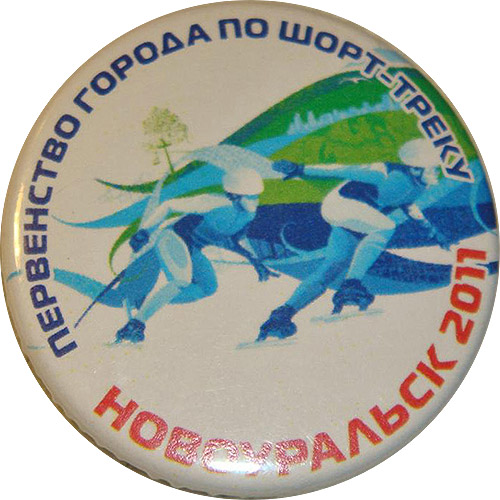 ПЕРВЕНСТВО ГОРОДА ПО ШОРТ-ТРЕКУ
НОВОУРАЛЬСК 2011